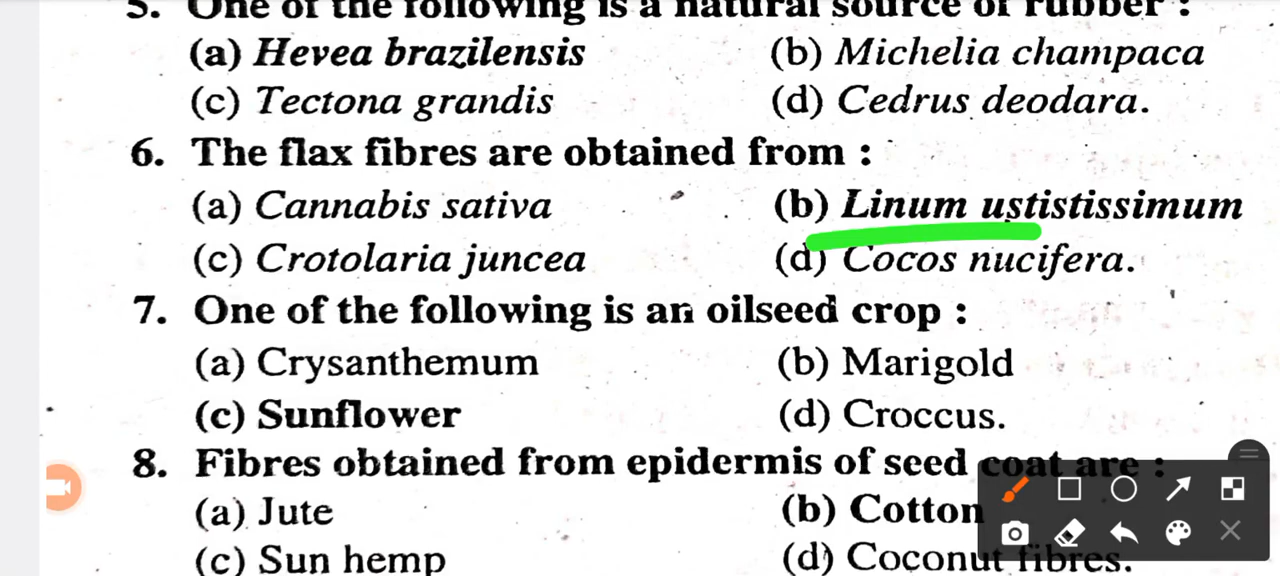 5. One of the following is a natural source of rubber :
(a) Hevea brazilensis (b) Michelia champaca
(c) Tectona grandis (d) Cedrus deodara.
6. The flax fibres are obtained from :
(a) Cannabis sativa (b) Linum ustistissimum
(c) Crotolaria juncea (d) Cocos nucifera.
7. One of the following is an oilseed crop :
(a) Crysanthemum (b) Marigold
(c) Sunflower (d) Croccus.
8. Fibres obtained from epidermis of seed coat are :
(a) Jute (b) Cotton
(c) Sun hemp (d) Coconut fibres.